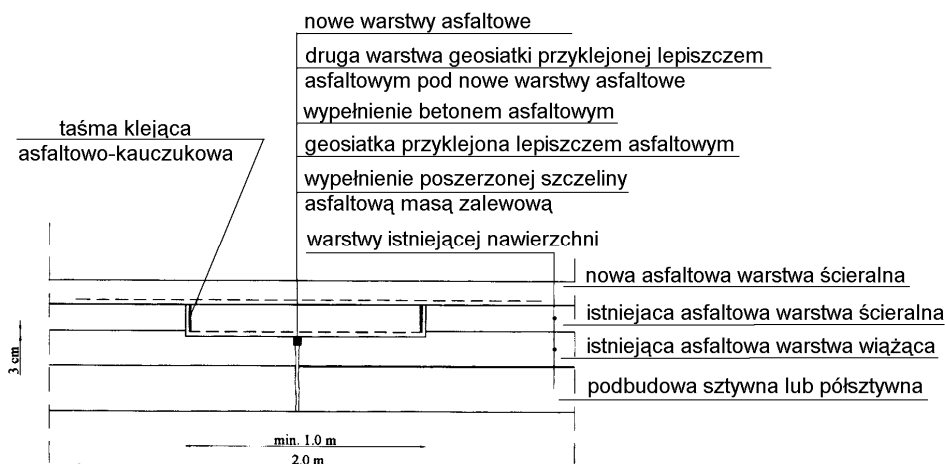 nowe warstwy asfaltowe
druga warstwa geosiatki przyklejonej lepiszczem
asfaltowym pod nowe warstwy asfaltowe
wypełnienie betonem asfaltowym
geosiatka przyklejona lepiszczem asfaltowym
wypełnienie poszerzonej szczeliny
asfaltową masą zalewową
warstwy istniejącej nawierzchni
taśma klejąca
asfaltowo-kauczukowa
nowa asfaltowa warstwa ścieralna
istniejaca asfaltowa warstwa ścieralna
istniejąca asfaltowa warstwa wiążąca
podbudowa sztywna lub półsztywna
3 cm
min. 1.0 m
2.0 m